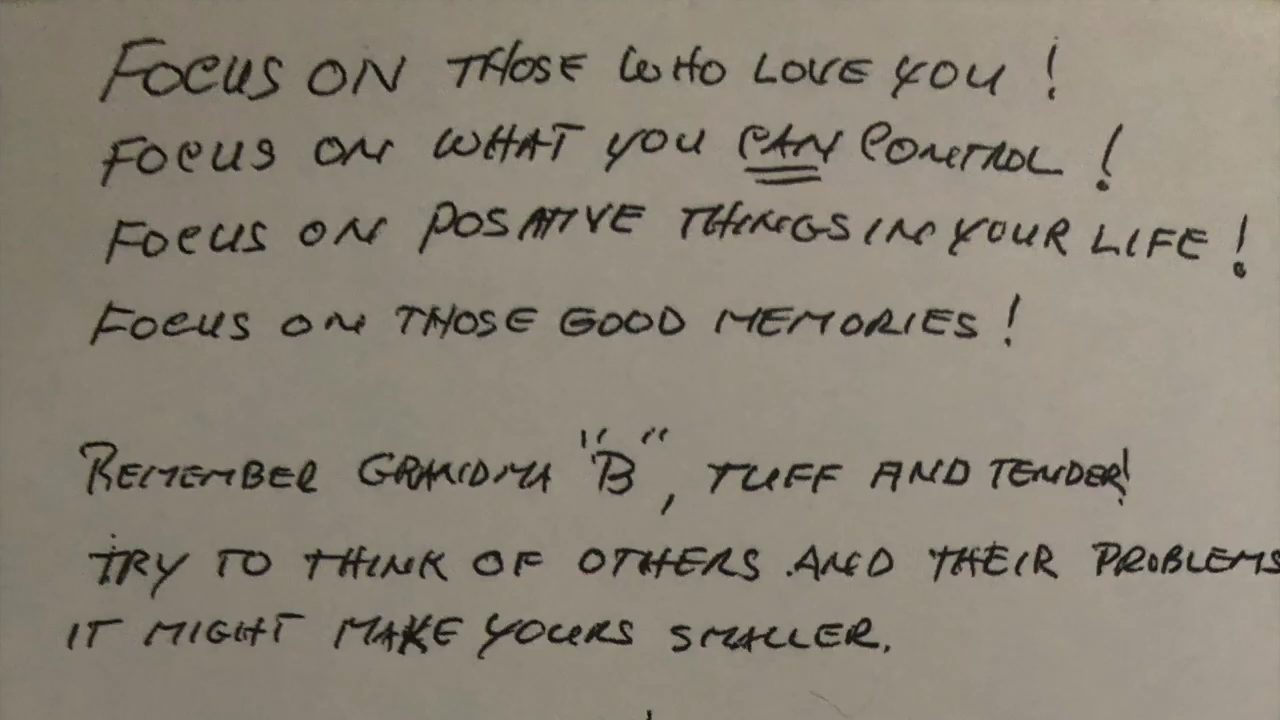 FOCUS ON THOSE WHO LOVE YOU!
FOCUS ON WHAT YOU CAN CONTROL!
FOCUS ON POSATIVE THINGS IN YOUR LIFE!
FOCUS ON THOSE GOOD MEMORIES!
REMEMBER GRANDMA "B", TUFF AND TENDER!
TRY TO THINK OF OTHERS AND THEIR PROBLEMS
IT MIGHT MAKE YOURS SMALLER.